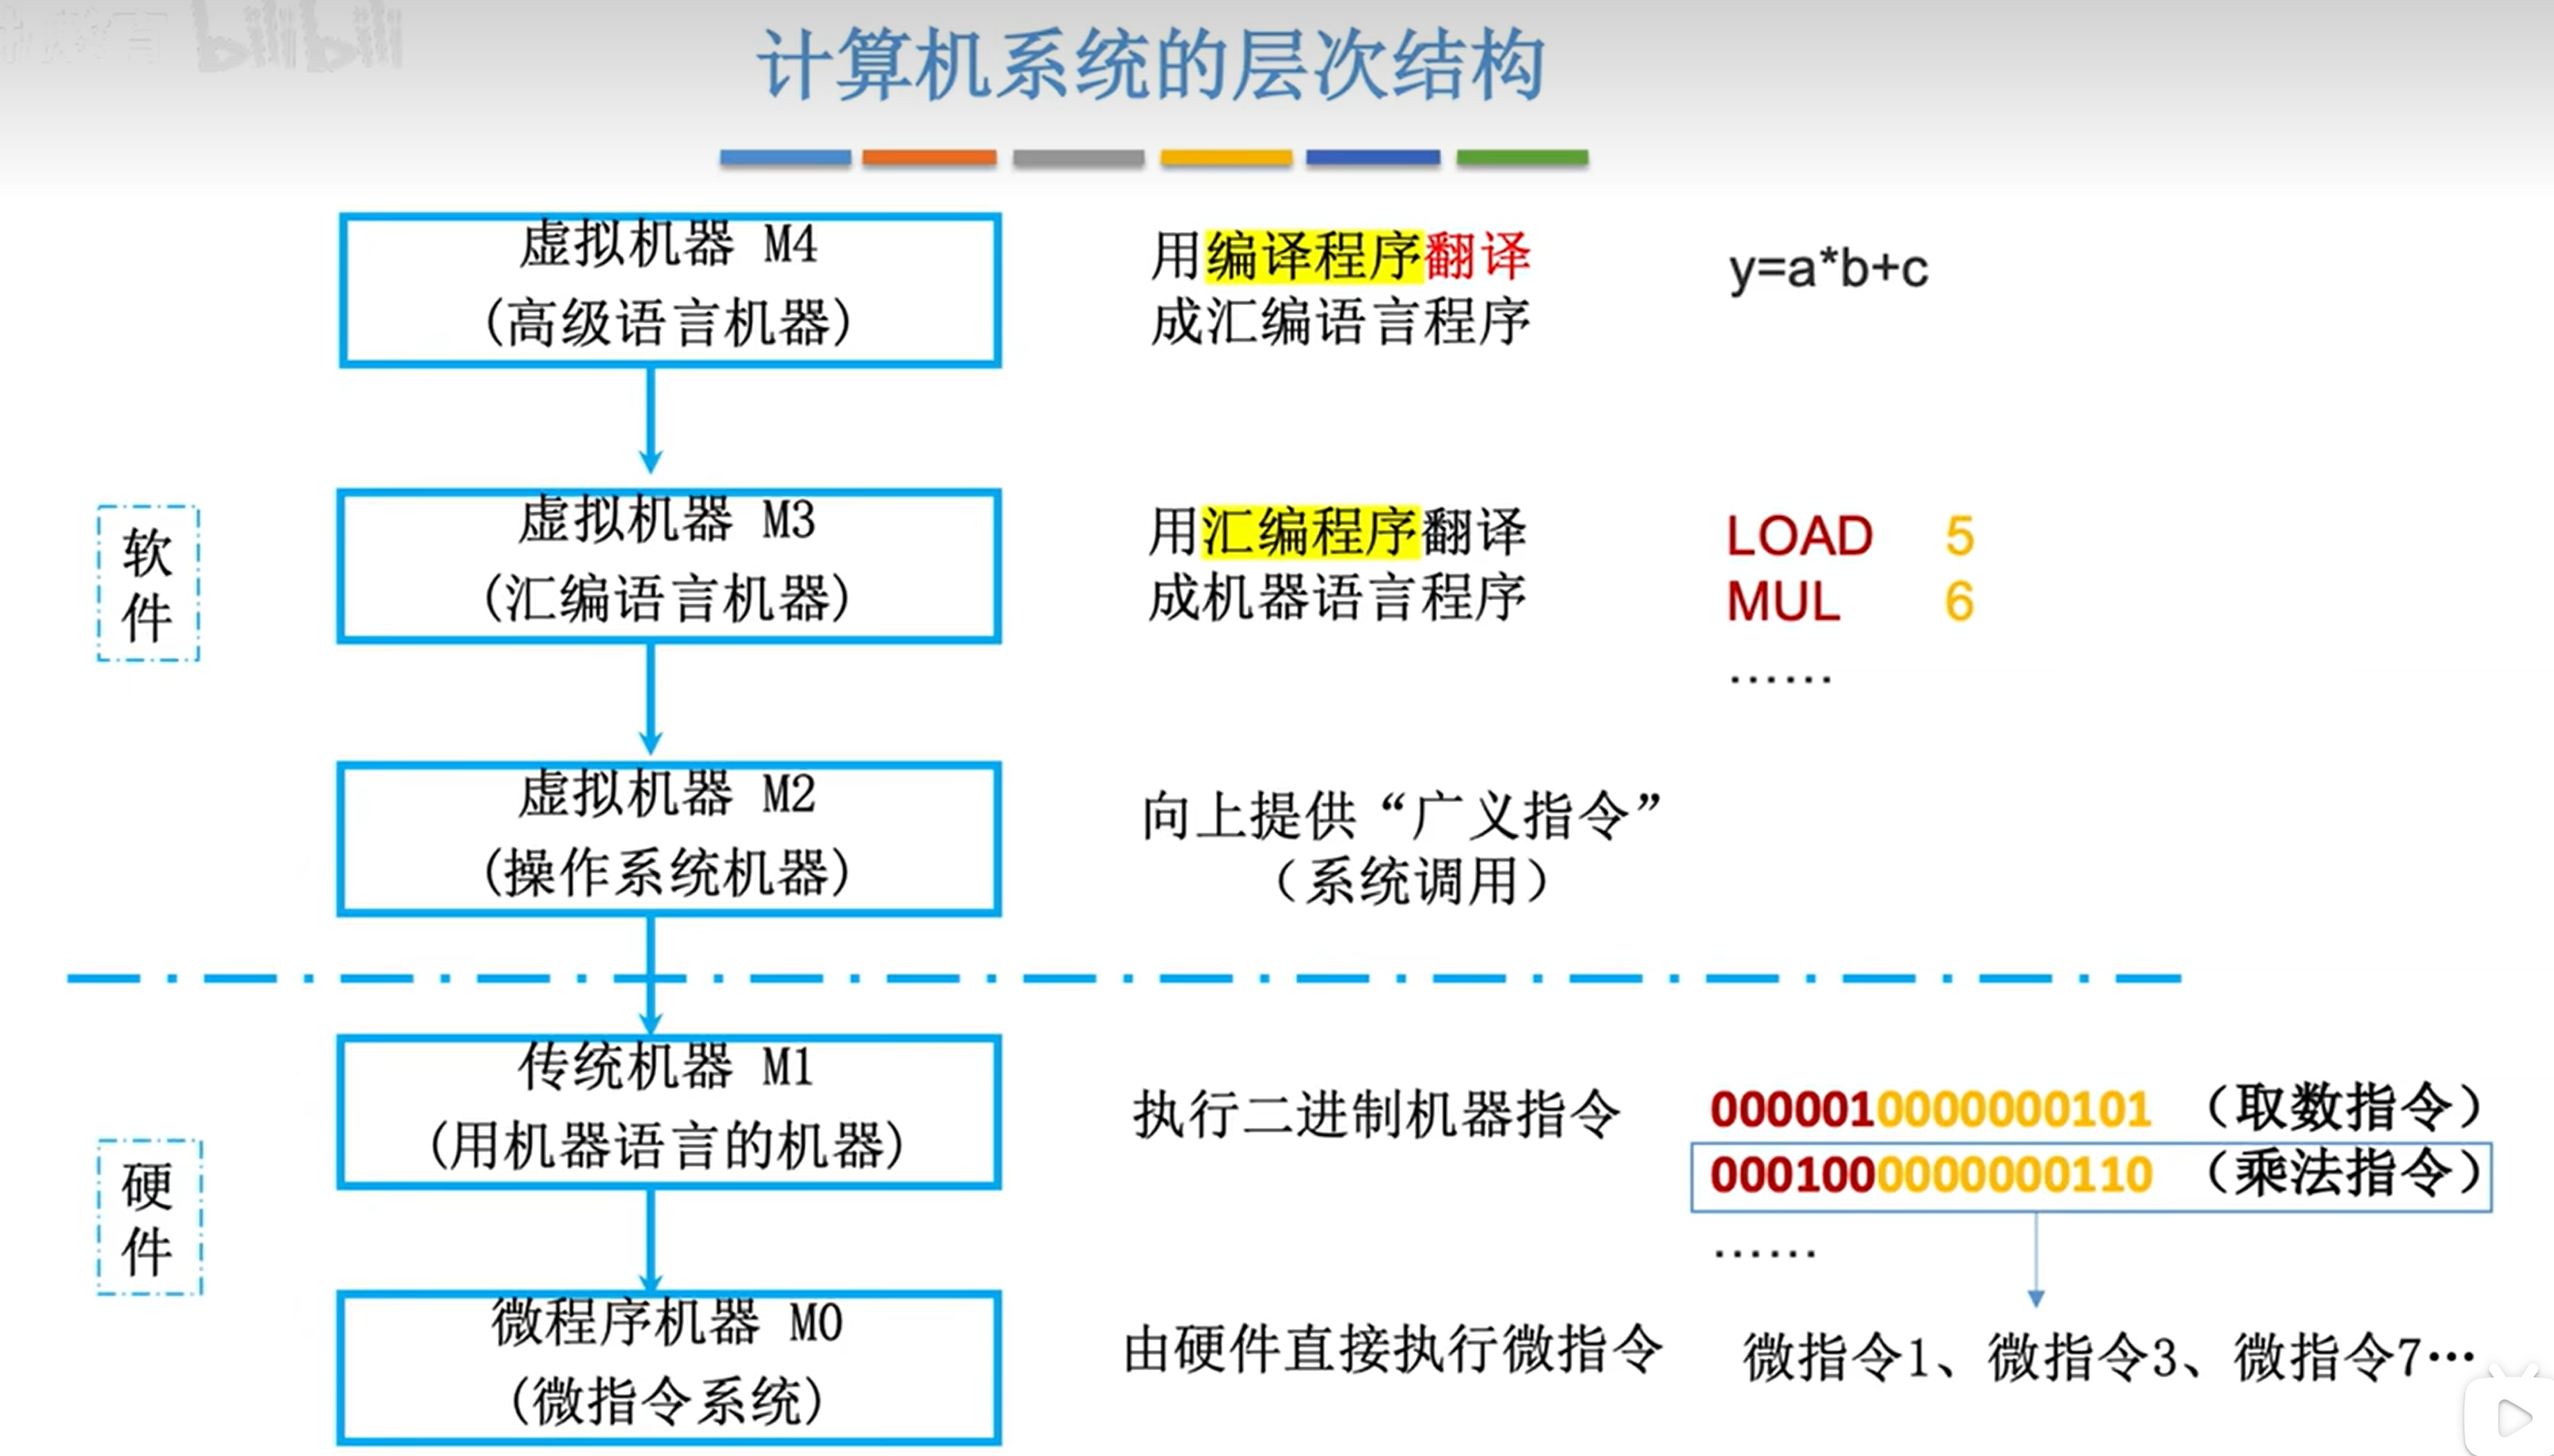 bilibili
计算机系统的层次结构
虚拟机器 M4
(高级语言机器)
用编译程序翻译
成汇编语言程序
y=a*b+c
软
件
虚拟机器 M3
(汇编语言机器)
用汇编程序翻译
成机器语言程序
LOAD 5
MUL 6
……
虚拟机器 M2
(操作系统机器)
向上提供“广义指令”
（系统调用）
硬
件
传统机器 M1
(用机器语言的机器)
执行二进制机器指令
0000010000000101 （取数指令）
0001000000000110 （乘法指令）
……
微程序机器 M0
(微指令系统)
由硬件直接执行微指令
微指令1、微指令3、微指令7…